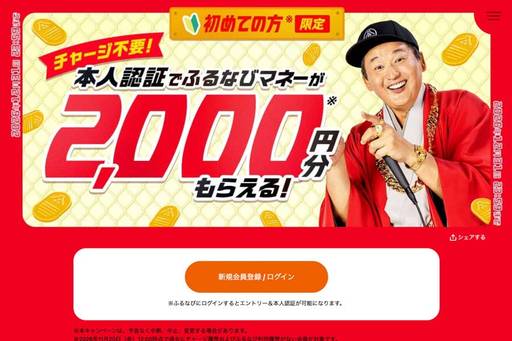 初めての方※限定
チャージ不要!
本人認証でふるなびマネーが
2,000円分※
もらえる!
シェアする
新規会員登録 / ログイン
※ふるなびにログインするとエントリー&本人認証が可能になります。
※本キャンペーンは、予告なく中断、中止、変更する場合があります。